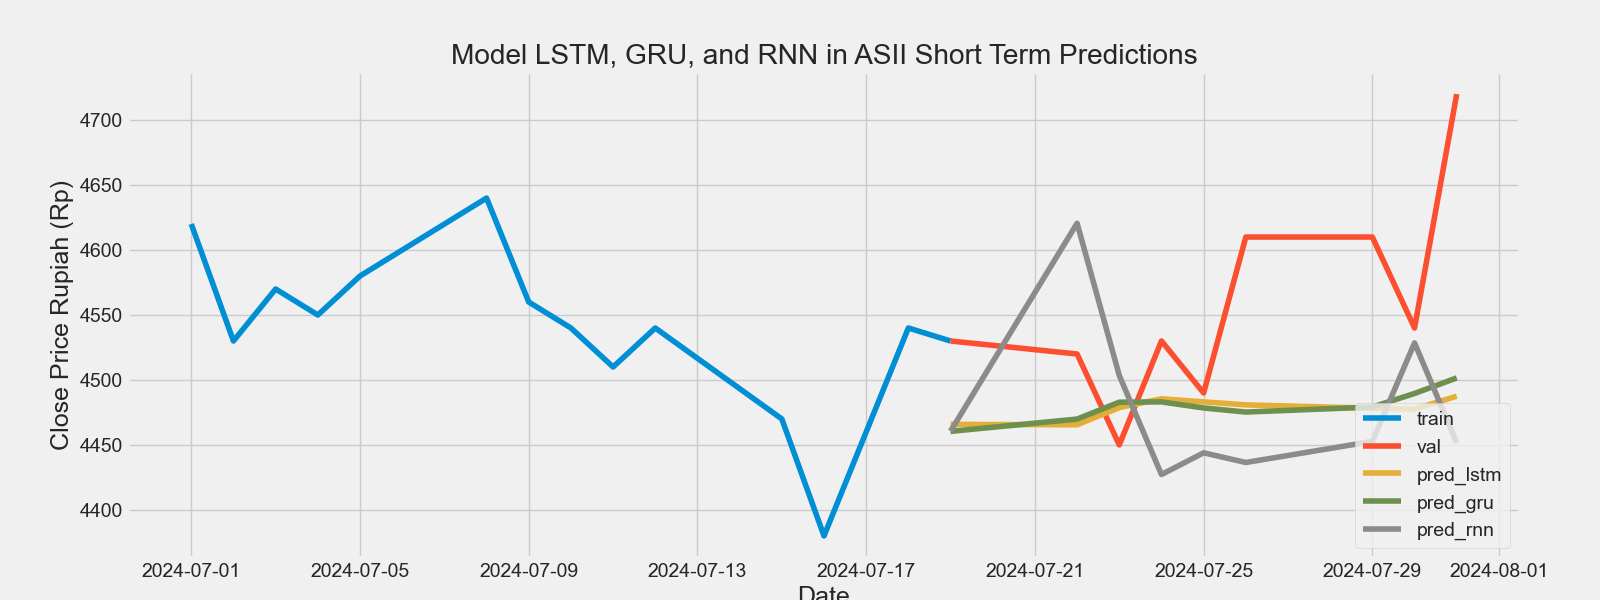 Model LSTM, GRU, and RNN in ASII Short Term Predictions
Close Price Rupiah (Rp)
4700
4650
4600
4550
4500
4450
4400
train
val
pred_lstm
pred_gru
pred_rnn
2024-07-01 2024-07-05 2024-07-09 2024-07-13 2024-07-17 2024-07-21 2024-07-25 2024-07-29 2024-08-01
Date